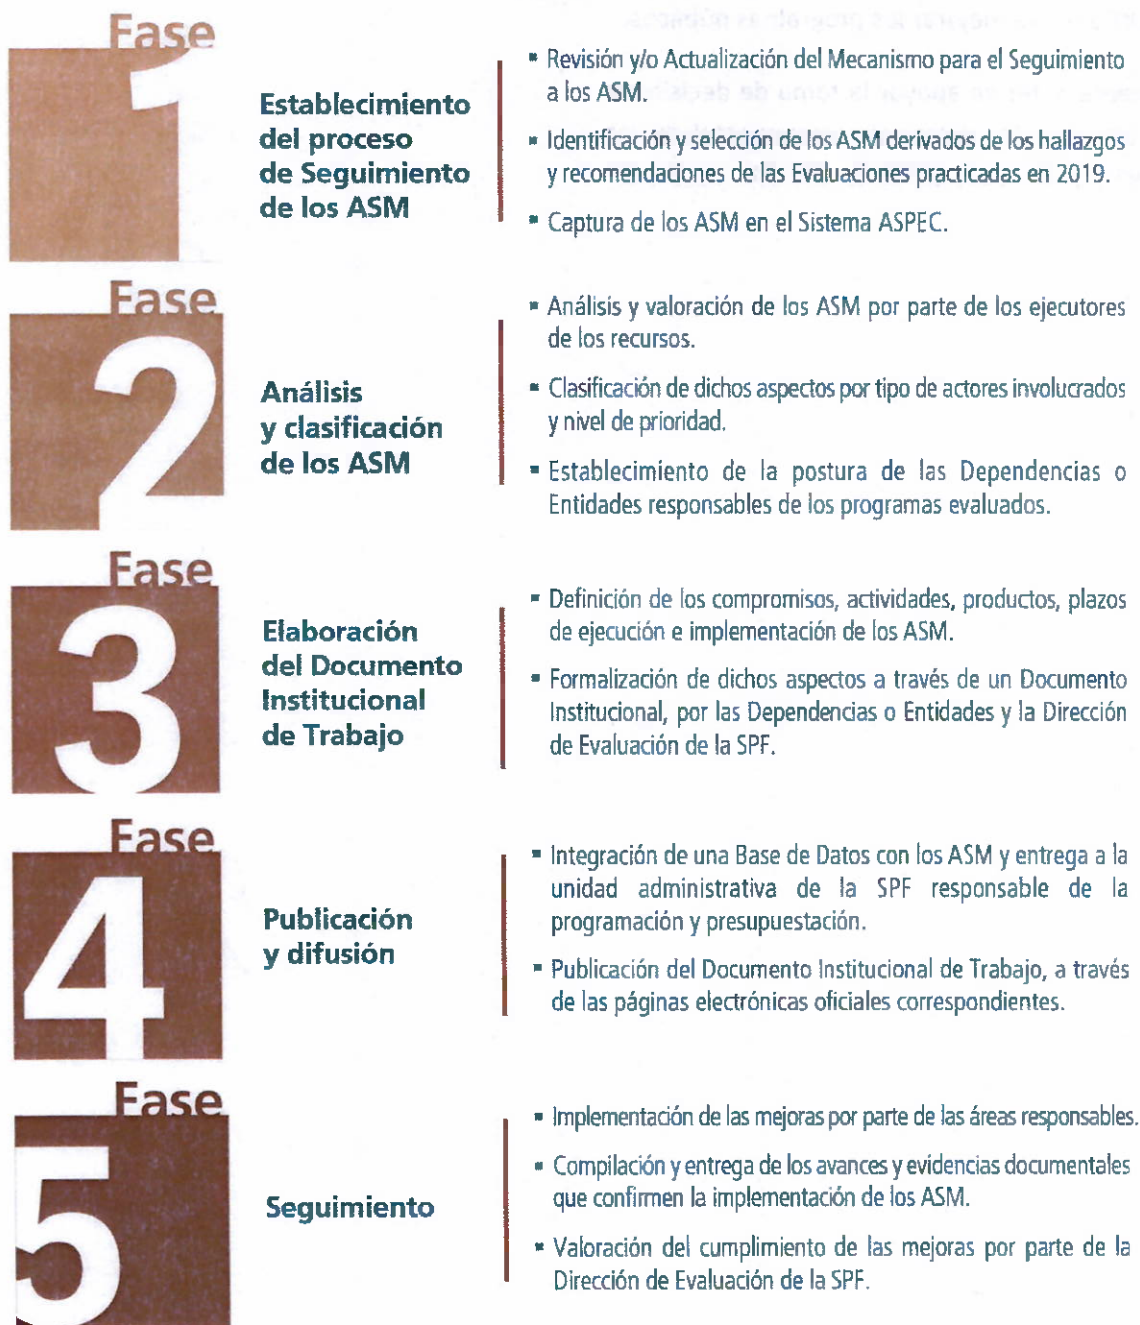 Fase
1
Establecimiento
del proceso
de Seguimiento
de los ASM
▪ Revisión y/o Actualización del Mecanismo para el Seguimiento
a los ASM.
▪ Identificación y selección de los ASM derivados de los hallazgos
y recomendaciones de las Evaluaciones practicadas en 2019.
▪ Captura de los ASM en el Sistema ASPEC.
Fase
2
Análisis
y clasificación
de los ASM
▪ Análisis y valoración de los ASM por parte de los ejecutores
de los recursos.
▪ Clasificación de dichos aspectos por tipo de actores involucrados
y nivel de prioridad.
▪ Establecimiento de la postura de las Dependencias o
Entidades responsables de los programas evaluados.
Fase
3
Elaboración
del Documento
Institucional
de Trabajo
▪ Definición de los compromisos, actividades, productos, plazos
de ejecución e implementación de los ASM.
▪ Formalización de dichos aspectos a través de un Documento
Institucional, por las Dependencias o Entidades y la Dirección
de Evaluación de la SPF.
Fase
4
Publicación
y difusión
▪ Integración de una Base de Datos con los ASM y entrega a la
unidad administrativa de la SPF responsable de la
programación y presupuestación.
▪ Publicación del Documento Institucional de Trabajo, a través
de las páginas electrónicas oficiales correspondientes.
Fase
5
Seguimiento
▪ Implementación de las mejoras por parte de las áreas responsables.
▪ Compilación y entrega de los avances y evidencias documentales
que confirmen la implementación de los ASM.
▪ Valoración del cumplimiento de las mejoras por parte de la
Dirección de Evaluación de la SPF.